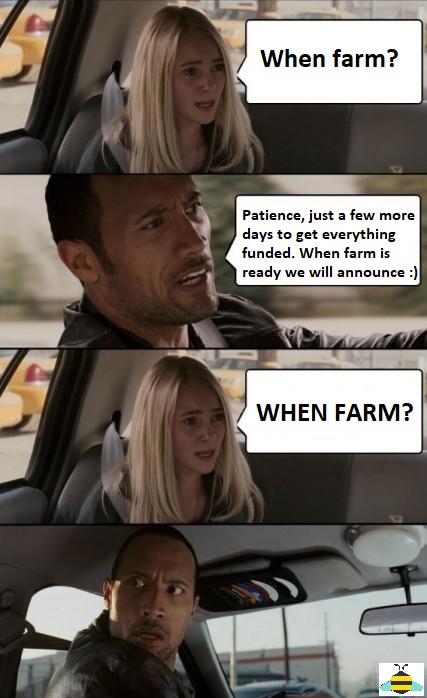 When farm?
Patience, just a few more
days to get everything
funded. When farm is
ready we will announce :)
WHEN FARM?